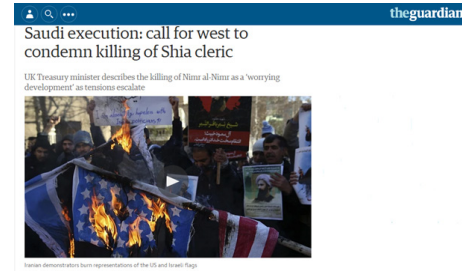 theguardian
Saudi execution: call for west to
condemn killing of Shia cleric
UK Treasury minister describes the killing of Nimr al-Nimr as a ‘worrying
development’ as tensions escalate
Iranian demonstrators burn representations of the US and Israeli flags